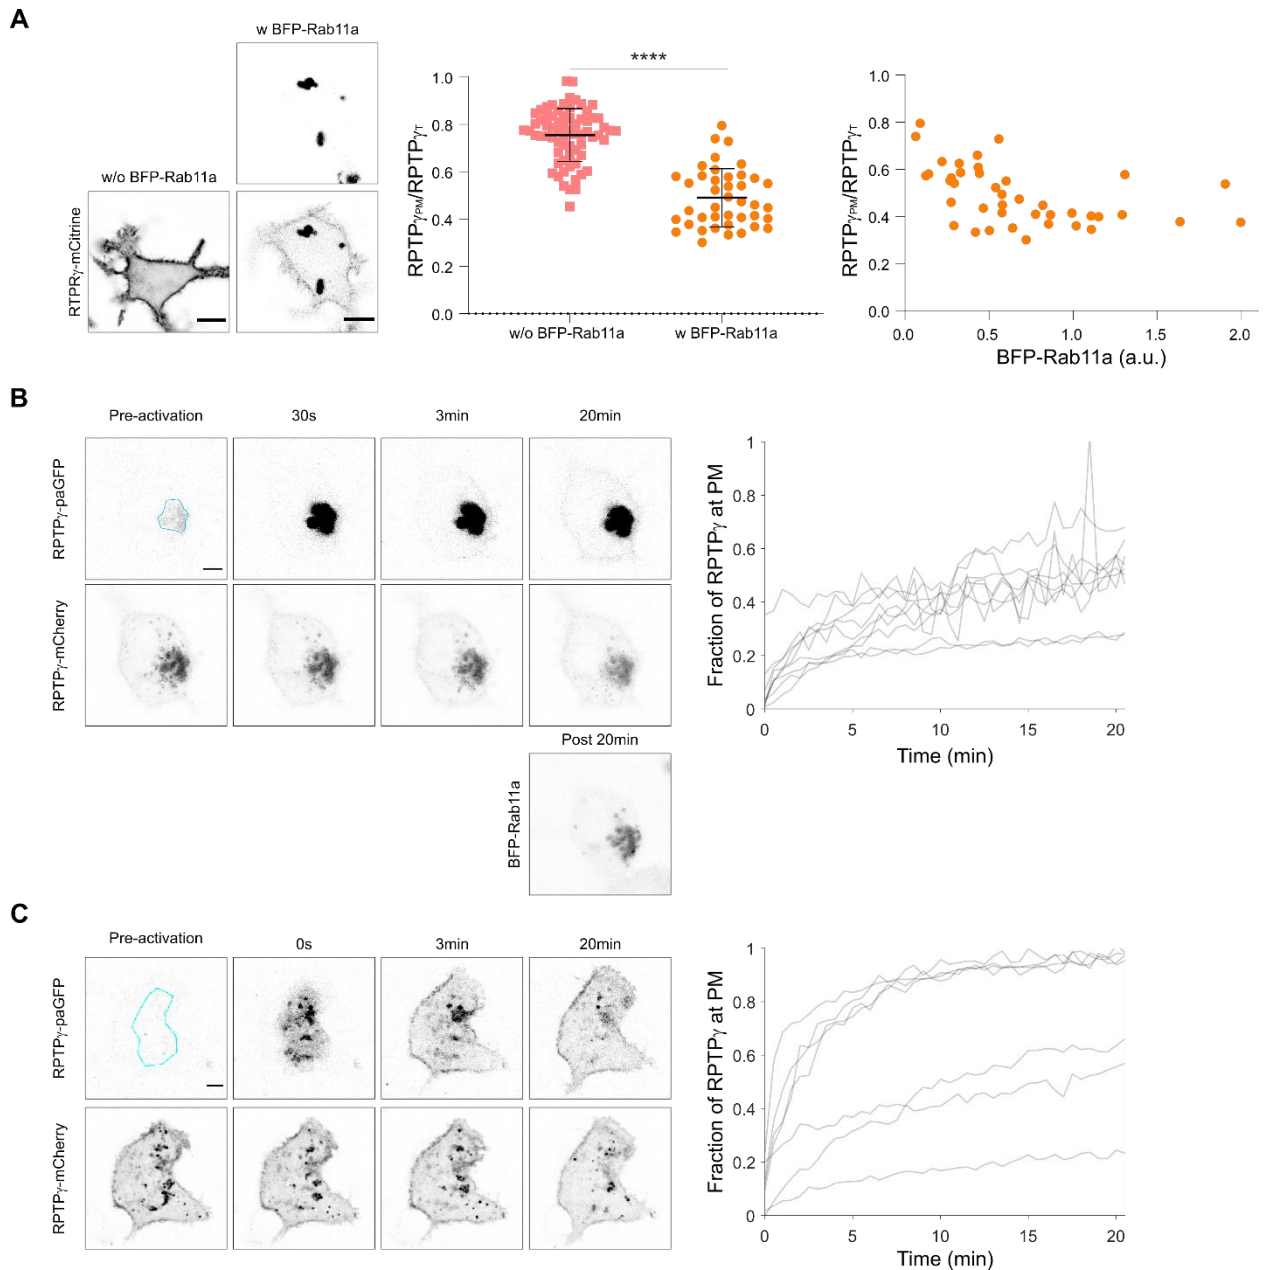 A
w BFP-Rab11a
w/o BFP-Rab11a
RTPRγ-mCitrine
****
RPTPγPM/RPTPγT
1.0
0.8
0.6
0.4
0.2
0.0
w/o BFP-Rab11a
w BFP-Rab11a
RPTPγPM/RPTPγT
1.0
0.8
0.6
0.4
0.2
0.0
0.0
0.5
1.0
1.5
2.0
BFP-Rab11a (a.u.)
B
Pre-activation
30s
3min
20min
RPTPγ-paGFP
RPTPγ-mCherry
Post 20min
BFP-Rab11a
Fraction of RPTPγ at PM
1
0.8
0.6
0.4
0.2
0
0
5
10
15
20
Time (min)
C
Pre-activation
0s
3min
20min
RPTPγ-paGFP
RPTPγ-mCherry
Fraction of RPTPγ at PM
1
0.8
0.6
0.4
0.2
0
0
5
10
15
20
Time (min)